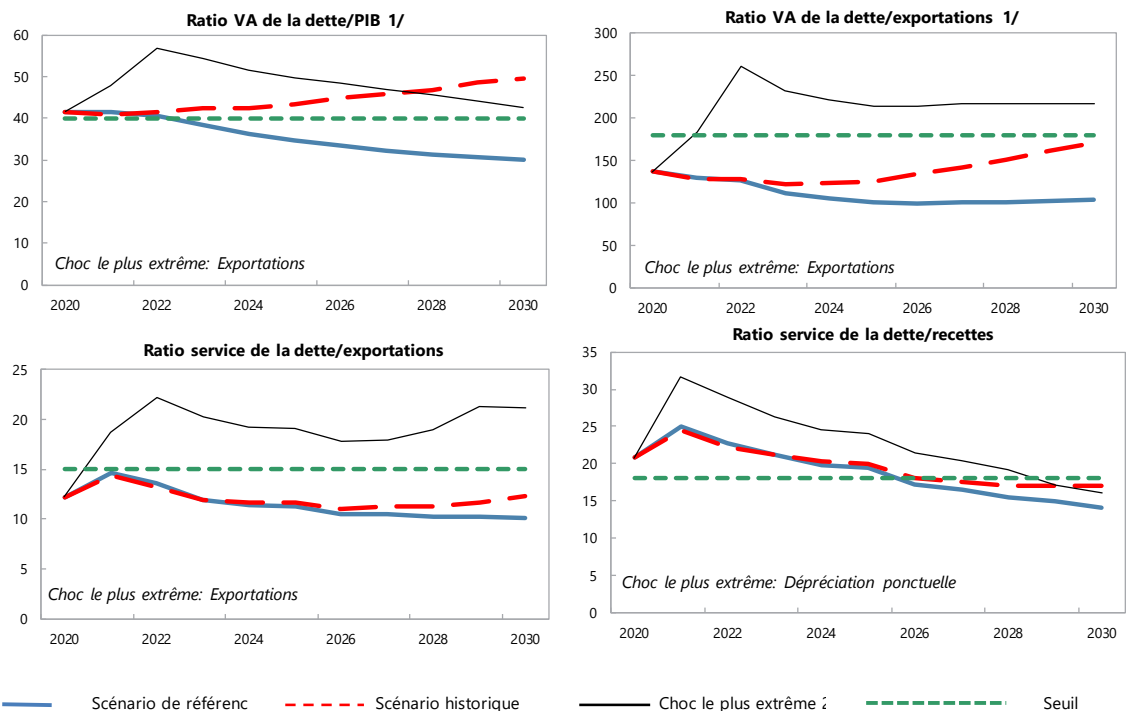 Ratio VA de la dette/PIB 1/
60
50
40
30
20
10
0
Choc le plus extrême: Exportations
2020 2022 2024 2026 2028 2030
Ratio VA de la dette/exportations 1/
300
250
200
150
100
50
0
Choc le plus extrême: Exportations
2020 2022 2024 2026 2028 2030
Ratio service de la dette/exportations
25
20
15
10
5
0
Choc le plus extrême: Exportations
2020 2022 2024 2026 2028 2030
Ratio service de la dette/recettes
35
30
25
20
15
10
5
0
Choc le plus extrême: Dépréciation ponctuelle
2020 2022 2024 2026 2028 2030
Scénario de référenc Scénario historique Choc le plus extrême Seuil